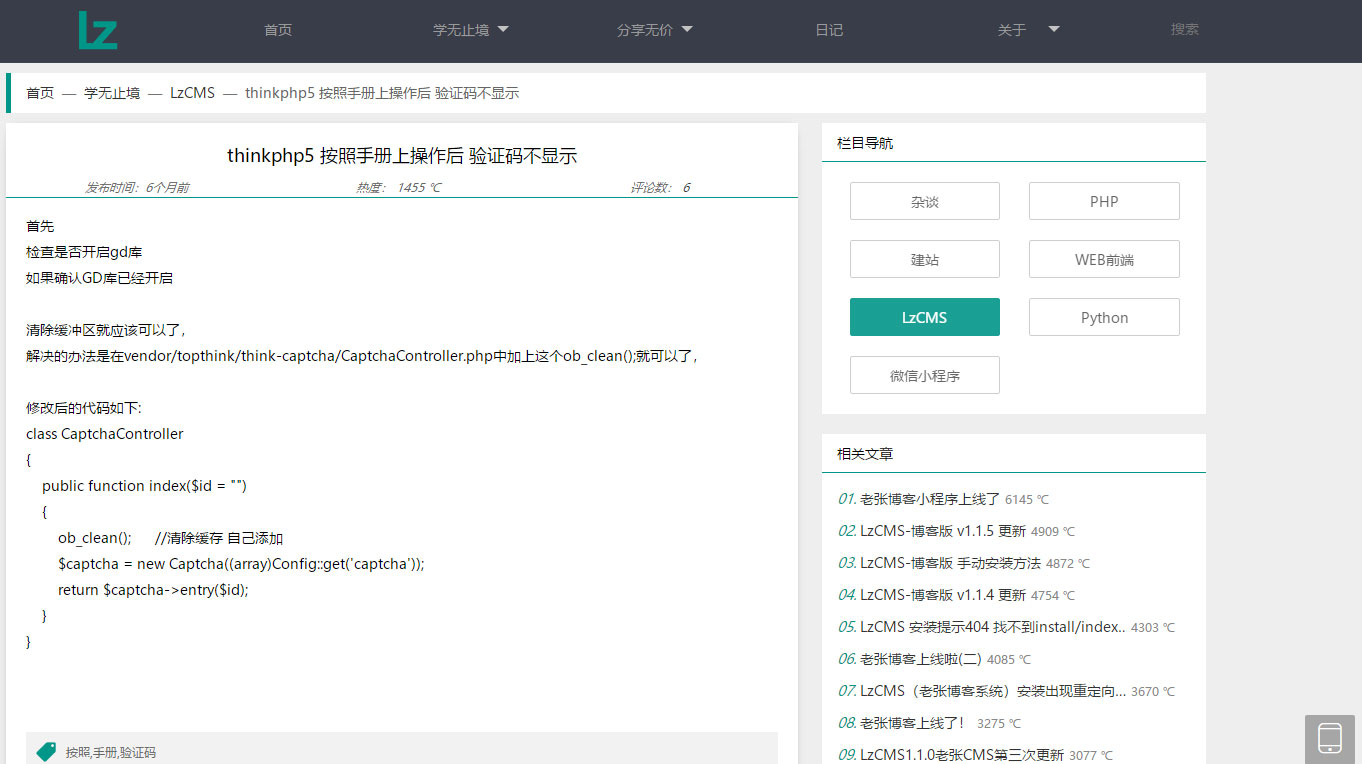 Lz
首页
学无止境
分享无价
日记
关于
搜索
首页 — 学无止境 — LzCMS — thinkphp5 按照手册上操作后 验证码不显示
thinkphp5 按照手册上操作后 验证码不显示
发布时间：6个月前
热度： 1455 ℃
评论数： 6
首先
检查是否开启gd库
如果确认GD库已经开启
清除缓冲区就应该可以了，
解决的办法是在vendor/topthink/think-captcha/CaptchaController.php中加上这个ob_clean();就可以了，
修改后的代码如下:
class CaptchaController
{
public function index($id = "")
{
ob_clean(); //清除缓存 自己添加
$captcha = new Captcha((array)Config::get('captcha'));
return $captcha->entry($id);
}
}
按照,手册,验证码
栏目导航
杂谈
PHP
建站
WEB前端
LzCMS
Python
微信小程序
相关文章
01. 老张博客小程序上线了 6145 ℃
02. LzCMS-博客版 v1.1.5 更新 4909 ℃
03. LzCMS-博客版 手动安装方法 4872 ℃
04. LzCMS-博客版 v1.1.4 更新 4754 ℃
05. LzCMS 安装提示404 找不到install/index.. 4303 ℃
06. 老张博客上线啦(二) 4085 ℃
07. LzCMS（老张博客系统）安装出现重定向... 3670 ℃
08. 老张博客上线了！ 3275 ℃
09. LzCMS1.1.0老张CMS第三次更新 3077 ℃